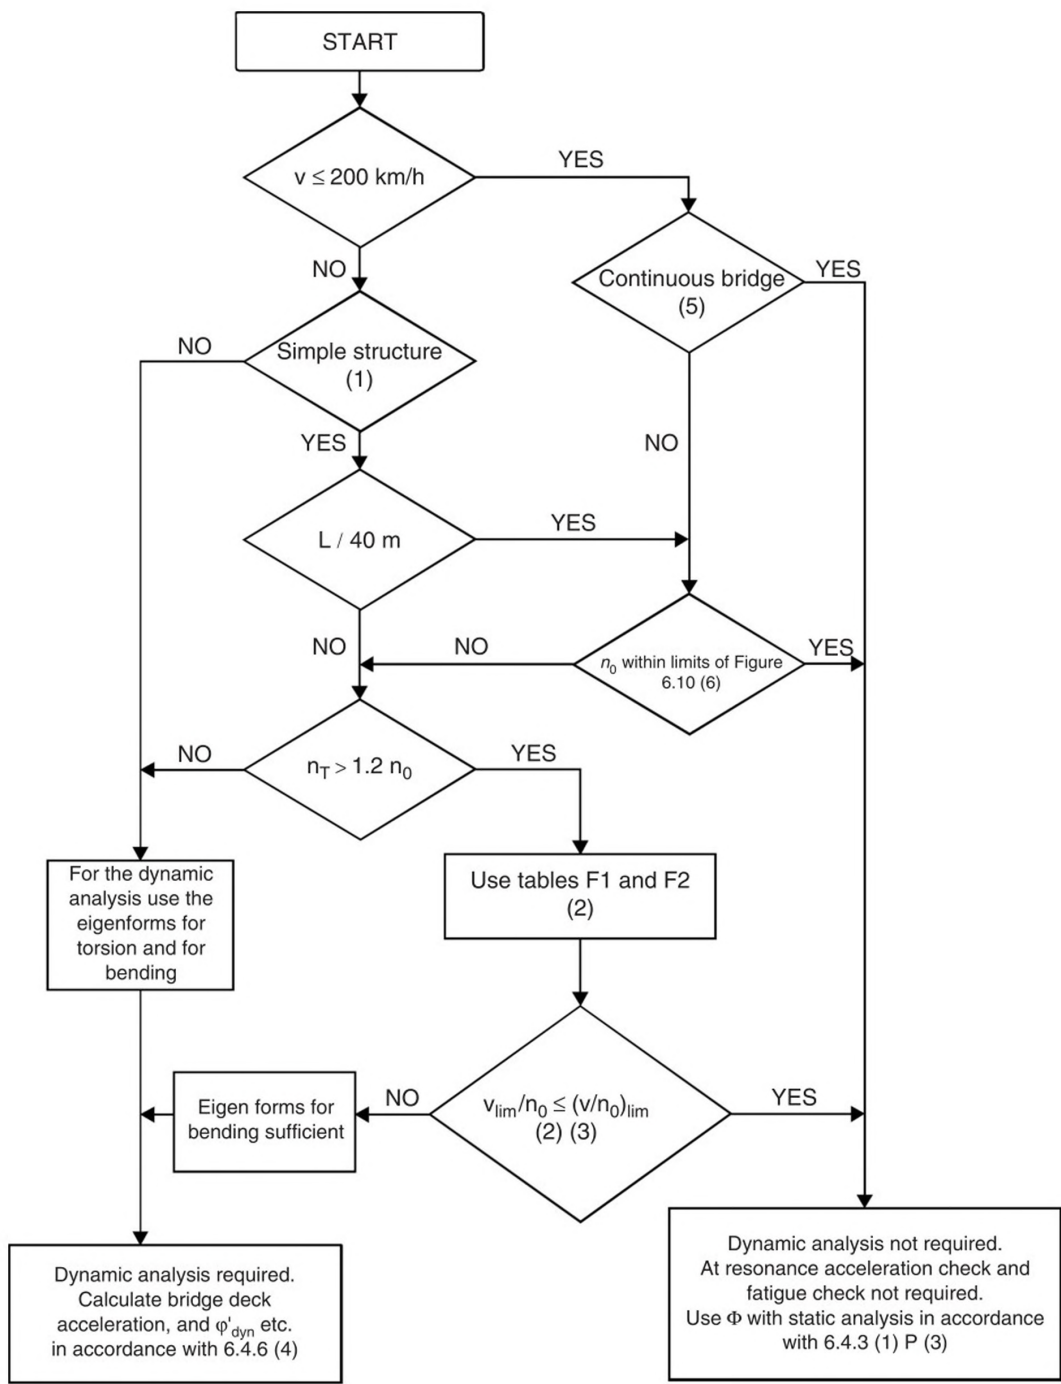 START
v ≤ 200 km/h
YES
NO
Continuous bridge
(5)
YES
Simple structure
(1)
NO
YES
NO
L / 40 m
YES
NO
NO
n₀ within limits of Figure
6.10 (6)
YES
n_T > 1.2 n₀
NO
YES
For the dynamic
analysis use the
eigenforms for
torsion and for
bending
Use tables F1 and F2
(2)
v_lim/n₀ ≤ (v/n₀)_lim
(2) (3)
NO
YES
Eigen forms for
bending sufficient
Dynamic analysis required.
Calculate bridge deck
acceleration, and φ'_dyn etc.
in accordance with 6.4.6 (4)
Dynamic analysis not required.
At resonance acceleration check and
fatigue check not required.
Use Φ with static analysis in accordance
with 6.4.3 (1) P (3)